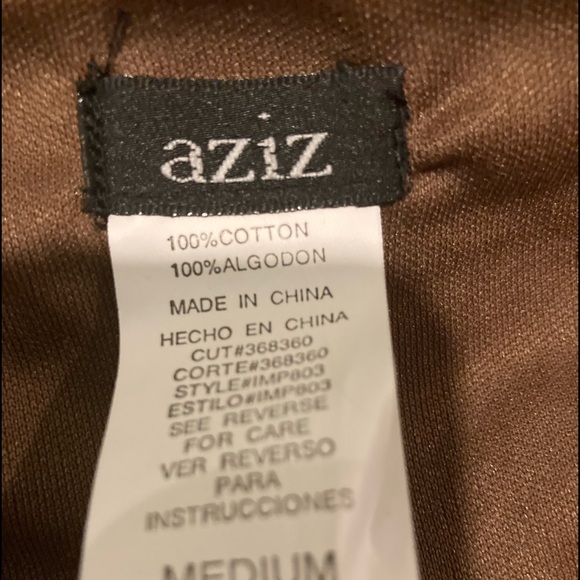 aziz
100%COTTON
100%ALGODON
MADE IN CHINA
HECHO EN CHINA
CUT#368360
CORTE#368360
STYLE#IMP803
ESTILO#IMP803
SEE REVERSE
FOR CARE
VER REVERSO
PARA
INSTRUCCIONES
MEDIUM